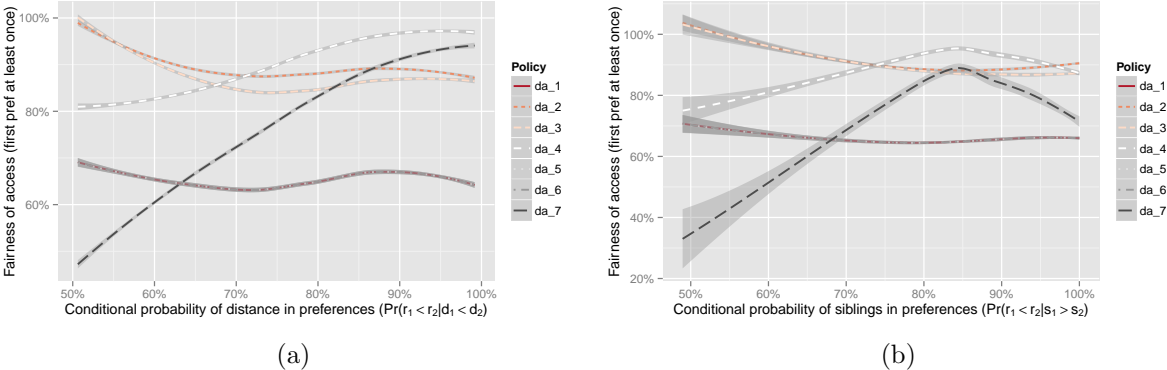 Fairness of access (first pref at least once)
100%
80%
60%
50%
60%
70%
80%
90%
100%
Conditional probability of distance in preferences (Pr(r₁ < r₂|d₁ < d₂)
Policy
da_1
da_2
da_3
da_4
da_5
da_6
da_7
(a)
Fairness of access (first pref at least once)
100%
80%
60%
40%
20%
50%
60%
70%
80%
90%
100%
Conditional probability of siblings in preferences (Pr(r₁ < r₂|s₁ > s₂)
Policy
da_1
da_2
da_3
da_4
da_5
da_6
da_7
(b)